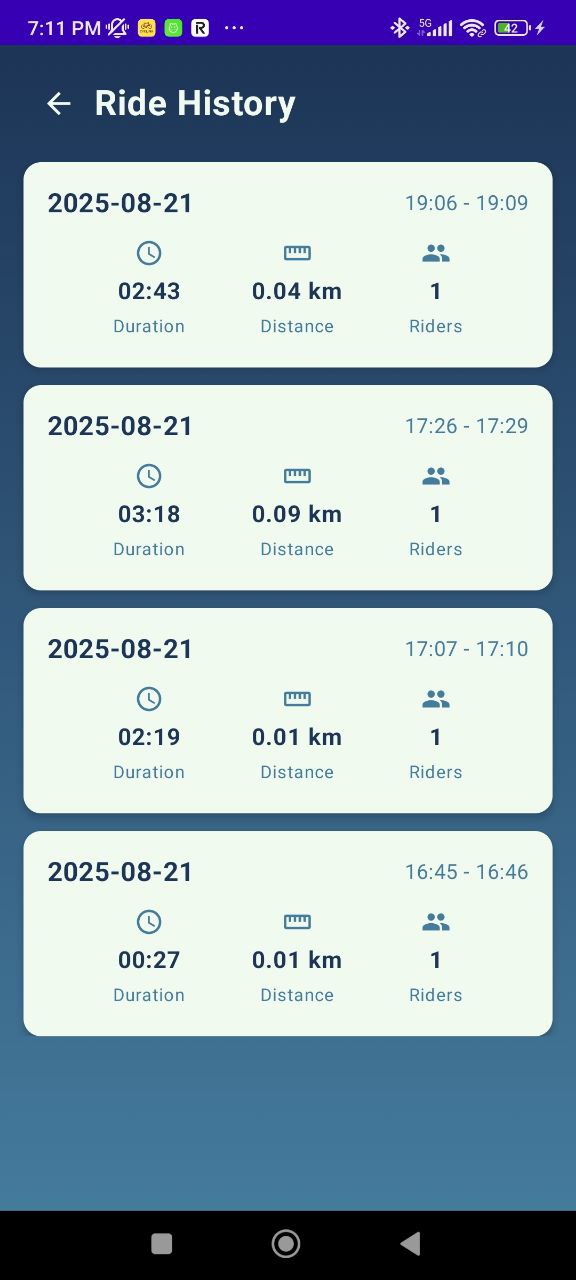 7:11 PM
5G
42
Ride History
2025-08-21 19:06 - 19:09
02:43 0.04 km 1
Duration Distance Riders
2025-08-21 17:26 - 17:29
03:18 0.09 km 1
Duration Distance Riders
2025-08-21 17:07 - 17:10
02:19 0.01 km 1
Duration Distance Riders
2025-08-21 16:45 - 16:46
00:27 0.01 km 1
Duration Distance Riders